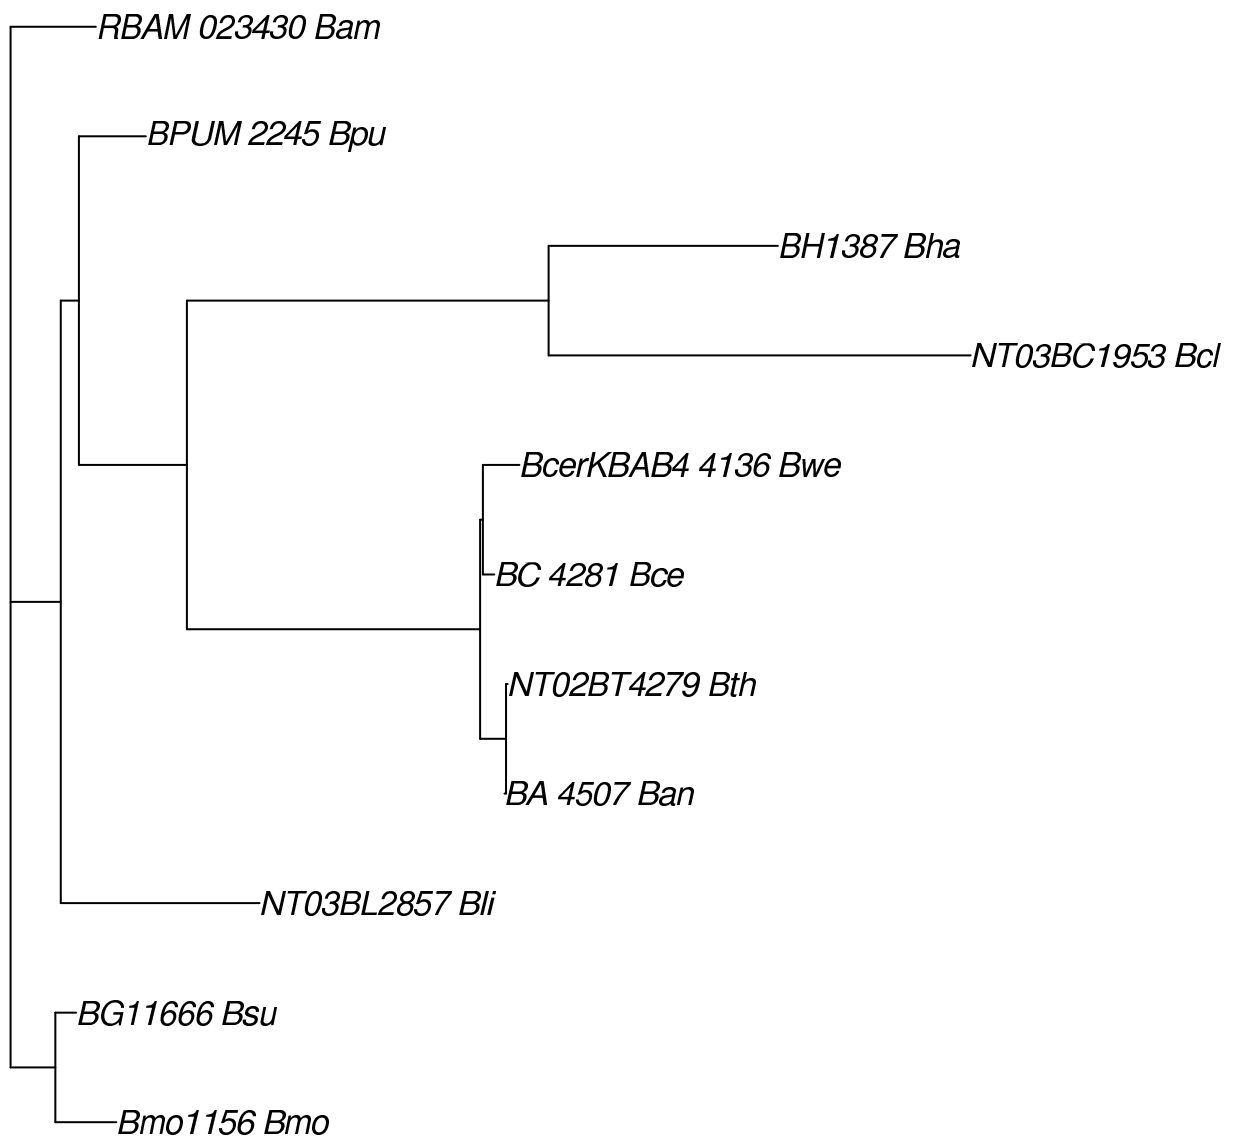 RBAM 023430 Bam
BPUM 2245 Bpu
BH1387 Bha
NT03BC1953 Bcl
BcerKBAB4 4136 Bwe
BC 4281 Bce
NT02BT4279 Bth
BA 4507 Ban
NT03BL2857 Bli
BG11666 Bsu
Bmo1156 Bmo